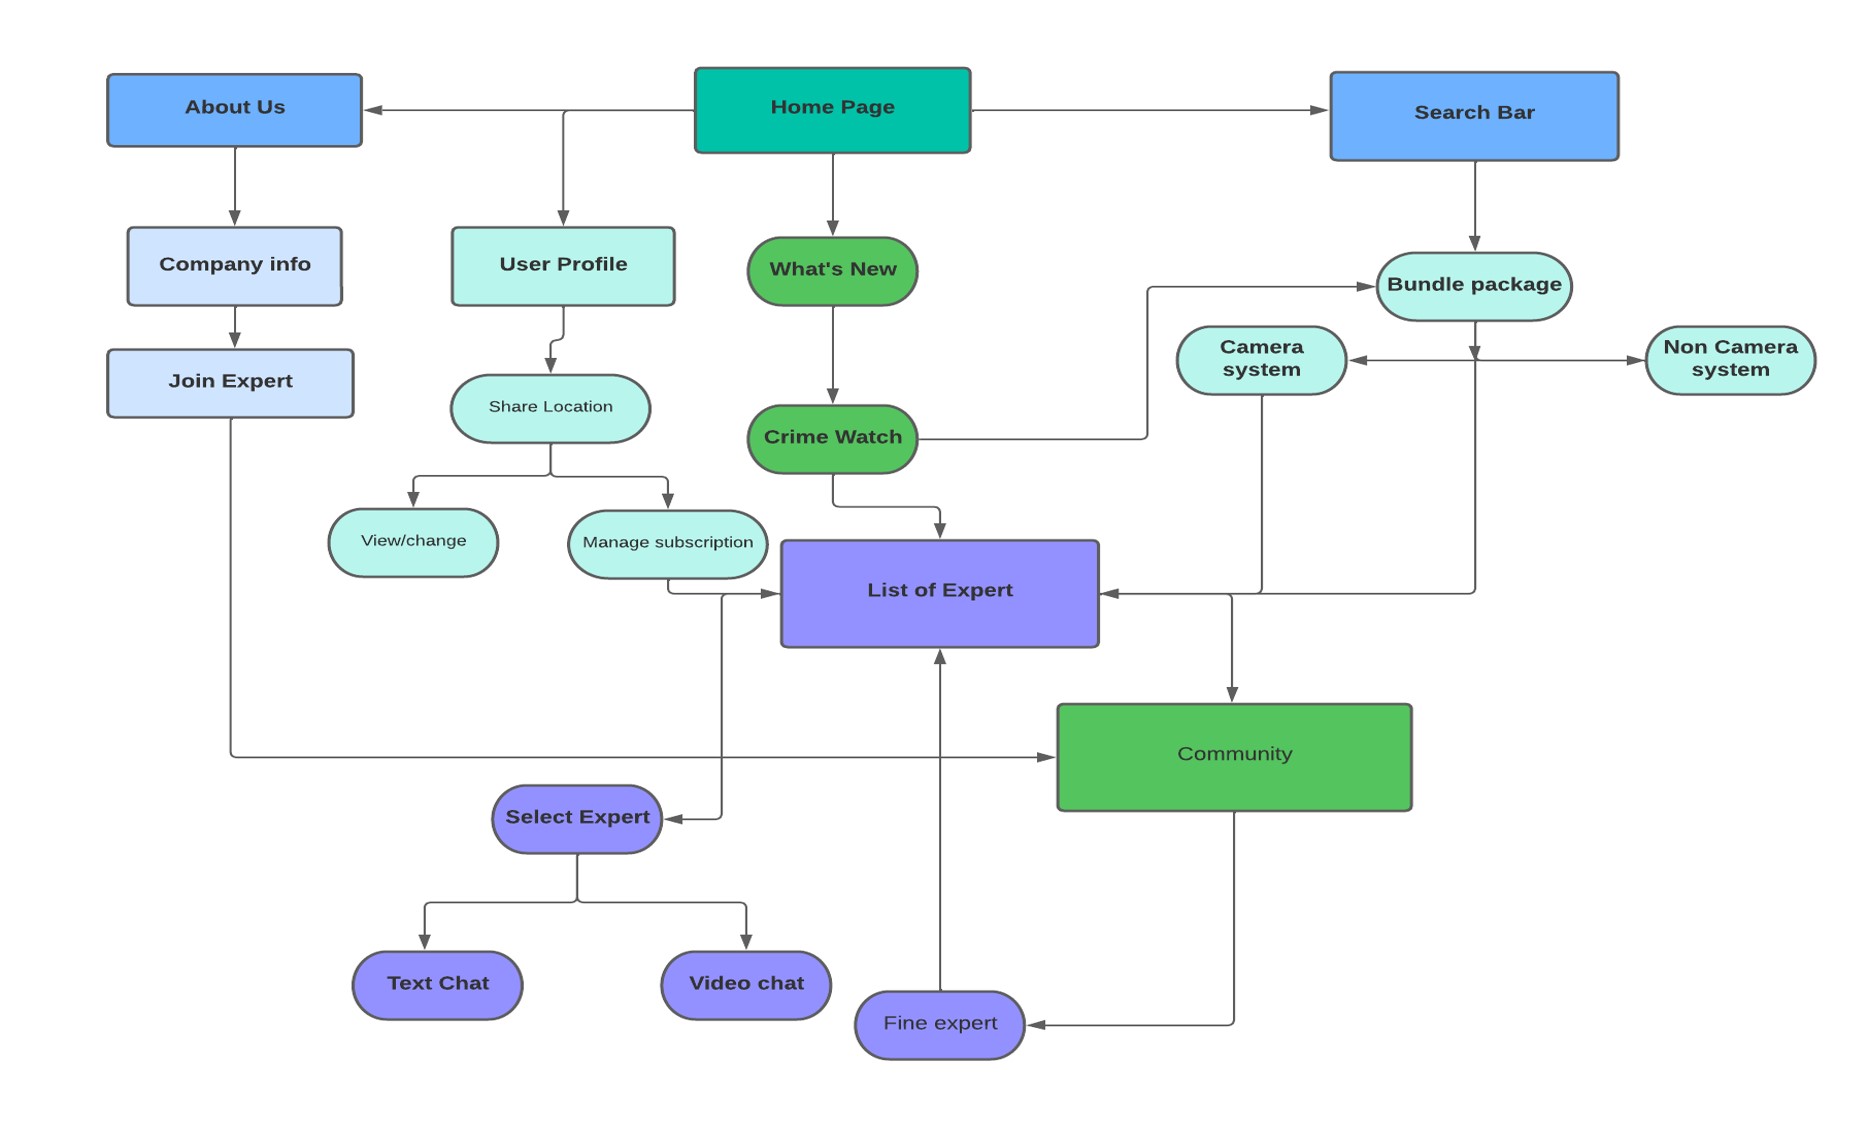 About Us
Home Page
Search Bar
Company info
User Profile
What's New
Bundle package
Camera
system
Non Camera
system
Join Expert
Share Location
Crime Watch
View/change
Manage subscription
List of Expert
Community
Select Expert
Text Chat
Video chat
Fine expert